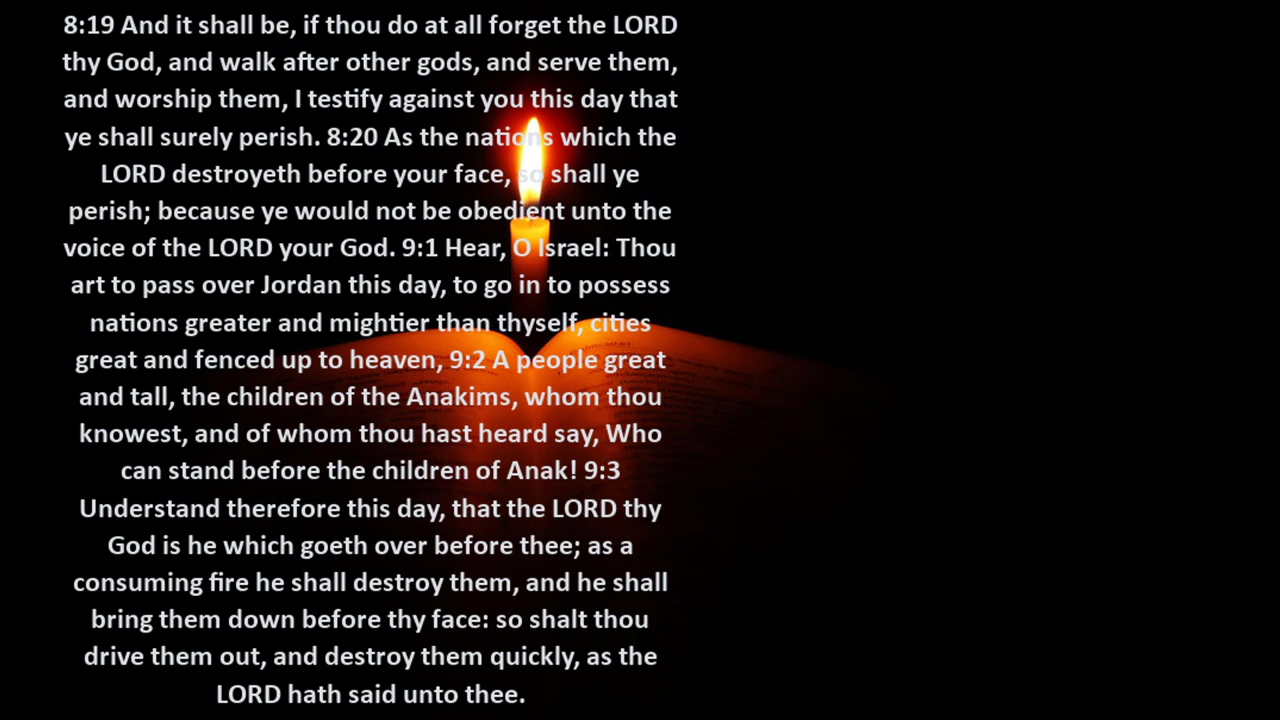 8:19 And it shall be, if thou do at all forget the LORD
thy God, and walk after other gods, and serve them,
and worship them, I testify against you this day that
ye shall surely perish. 8:20 As the nations which the
LORD destroyeth before your face, so shall ye
perish; because ye would not be obedient unto the
voice of the LORD your God. 9:1 Hear, O Israel: Thou
art to pass over Jordan this day, to go in to possess
nations greater and mightier than thyself, cities
great and fenced up to heaven, 9:2 A people great
and tall, the children of the Anakims, whom thou
knowest, and of whom thou hast heard say, Who
can stand before the children of Anak! 9:3
Understand therefore this day, that the LORD thy
God is he which goeth over before thee; as a
consuming fire he shall destroy them, and he shall
bring them down before thy face: so shalt thou
drive them out, and destroy them quickly, as the
LORD hath said unto thee.